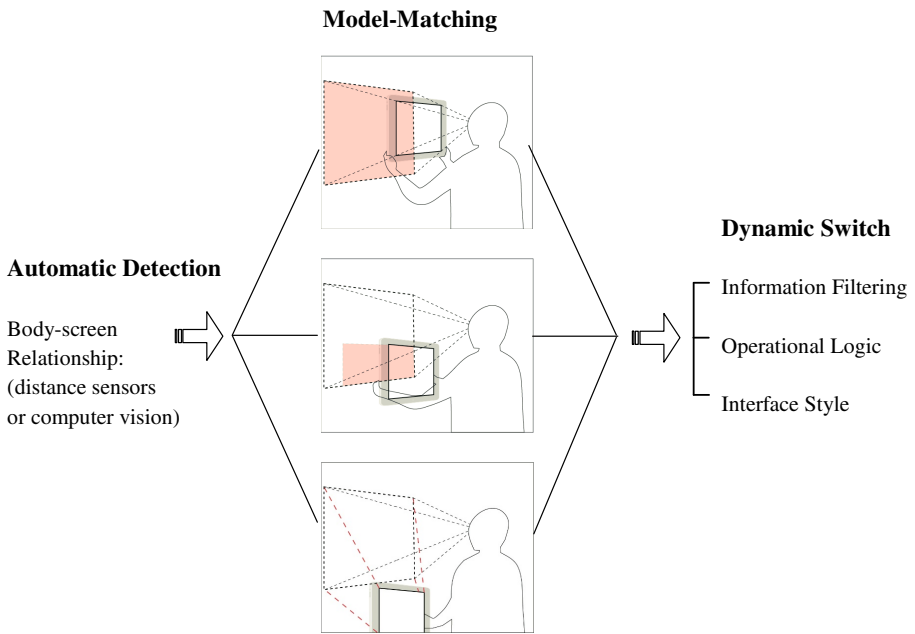 Model-Matching
Automatic Detection
Body-screen
Relationship:
(distance sensors
or computer vision)
Dynamic Switch
Information Filtering
Operational Logic
Interface Style